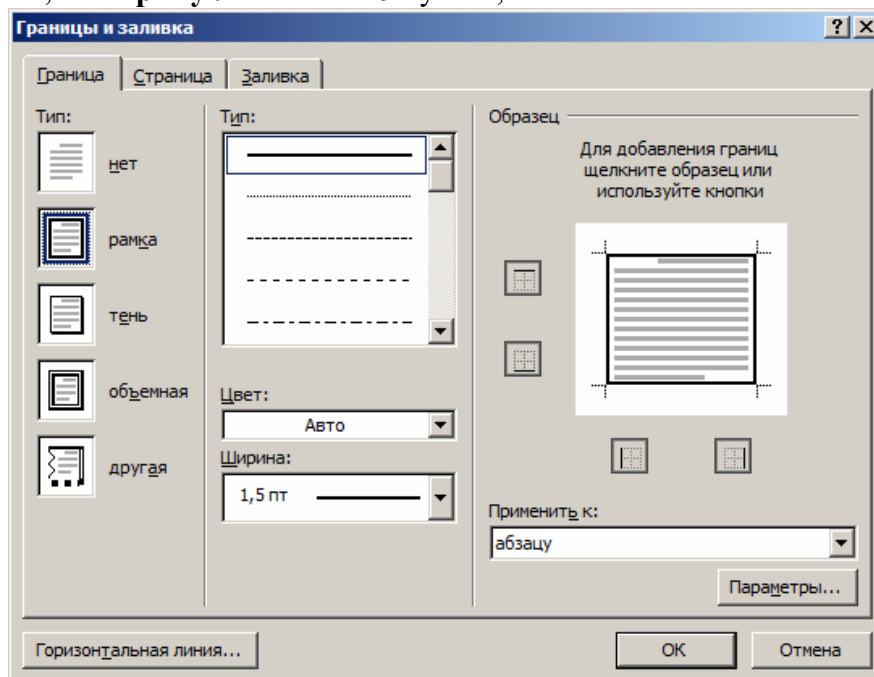 Границы и заливка
Граница Страница Заливка
Тип:
нет
рамка
тень
объемная
другая
Тип:
Цвет:
Авто
Ширина:
1,5 пт
Образец
Для добавления границ
щелкните образец или
используйте кнопки
Применить к:
абзацу
Параметры...
Горизонтальная линия...
ОК
Отмена